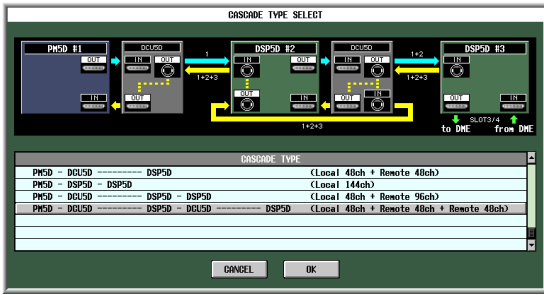 CASCADE TYPE SELECT
PM5D #1 DCU5D DSP5D #2 DCU5D DSP5D #3
OUT IN OUT 1 IN OUT IN OUT 1+2 IN OUT
1+2+3 1+2+3
IN OUT IN OUT IN OUT IN IN
1+2+3
SLOT3/4
to DME from DME
CASCADE TYPE
PM5D - DCU5D --------- DSP5D (Local 48ch + Remote 48ch)
PM5D - DSP5D - DSP5D (Local 144ch)
PM5D - DCU5D --------- DSP5D - DSP5D (Local 48ch + Remote 96ch)
PM5D - DCU5D --------- DSP5D - DCU5D --------- DSP5D (Local 48ch + Remote 48ch + Remote 48ch)
CANCEL OK